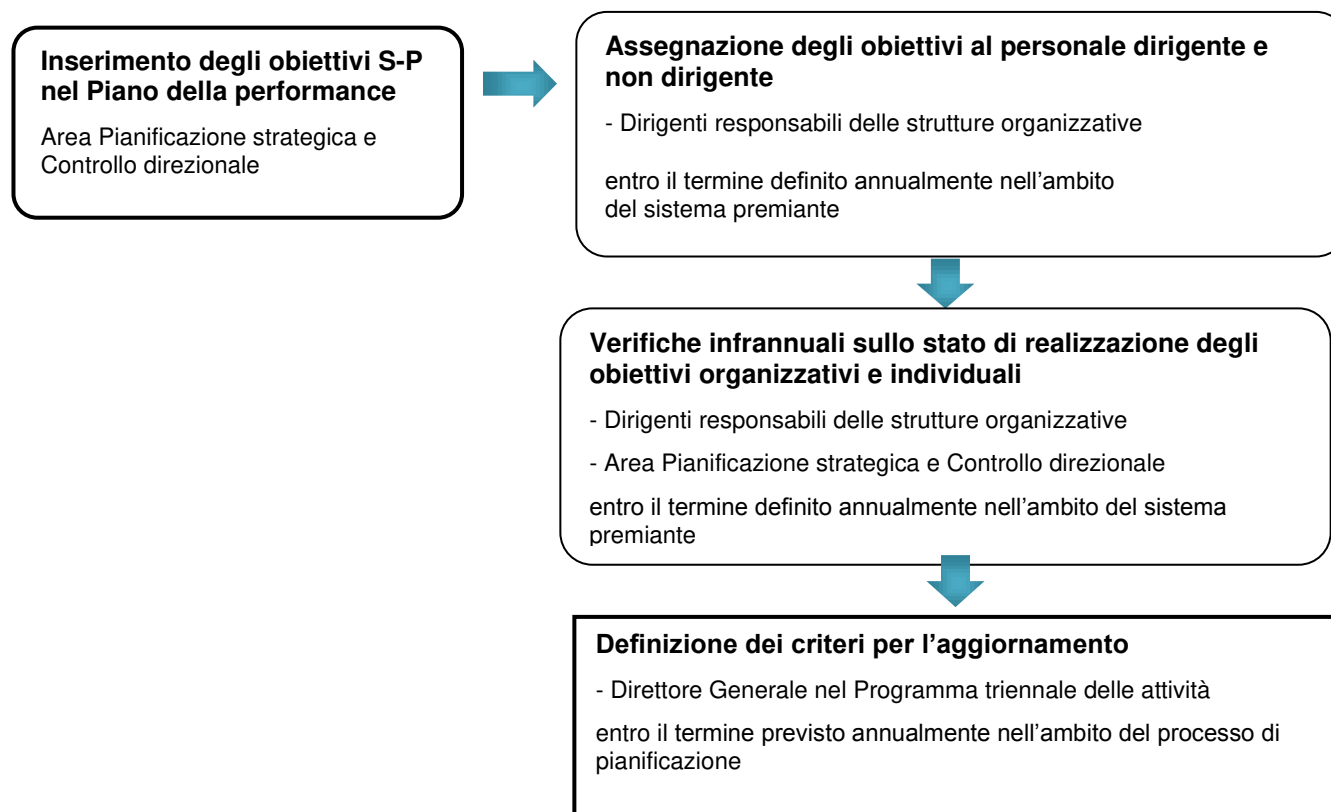 Inserimento degli obiettivi S-P
nel Piano della performance
Area Pianificazione strategica e
Controllo direzionale
Assegnazione degli obiettivi al personale dirigente e
non dirigente
- Dirigenti responsabili delle strutture organizzative
entro il termine definito annualmente nell’ambito
del sistema premiante
Verifiche infrannuali sullo stato di realizzazione degli
obiettivi organizzativi e individuali
- Dirigenti responsabili delle strutture organizzative
- Area Pianificazione strategica e Controllo direzionale
entro il termine definito annualmente nell’ambito del sistema
premiante
Definizione dei criteri per l’aggiornamento
- Direttore Generale nel Programma triennale delle attività
entro il termine previsto annualmente nell’ambito del processo di
pianificazione